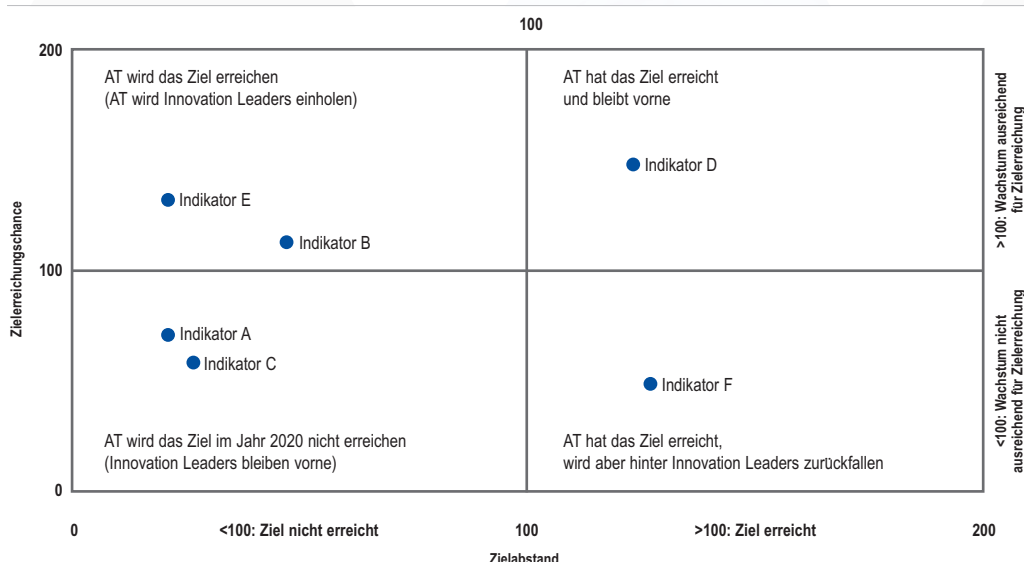 100
200
AT wird das Ziel erreichen
(AT wird Innovation Leaders einholen)
AT hat das Ziel erreicht
und bleibt vorne
Indikator D
Indikator E
Indikator B
>100: Wachstum ausreichend
für Zielerreichung
Zielerreichungschance
100
Indikator A
Indikator C
Indikator F
<100: Wachstum nicht
ausreichend für Zielerreichung
AT wird das Ziel im Jahr 2020 nicht erreichen
(Innovation Leaders bleiben vorne)
AT hat das Ziel erreicht,
wird aber hinter Innovation Leaders zurückfallen
0
0
<100: Ziel nicht erreicht
100
>100: Ziel erreicht
200
Zielabstand